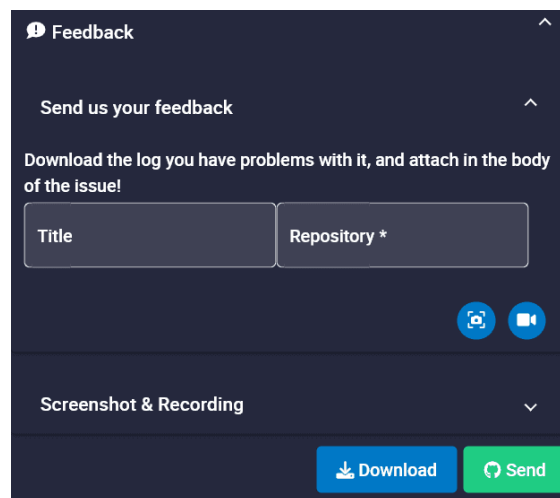 Feedback
Send us your feedback
Download the log you have problems with it, and attach in the body
of the issue!
Title
Repository *
Screenshot & Recording
Download
Send